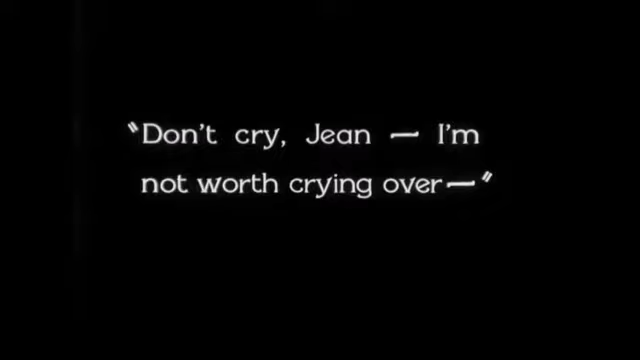 "Don't cry, Jean — I'm
not worth crying over—"